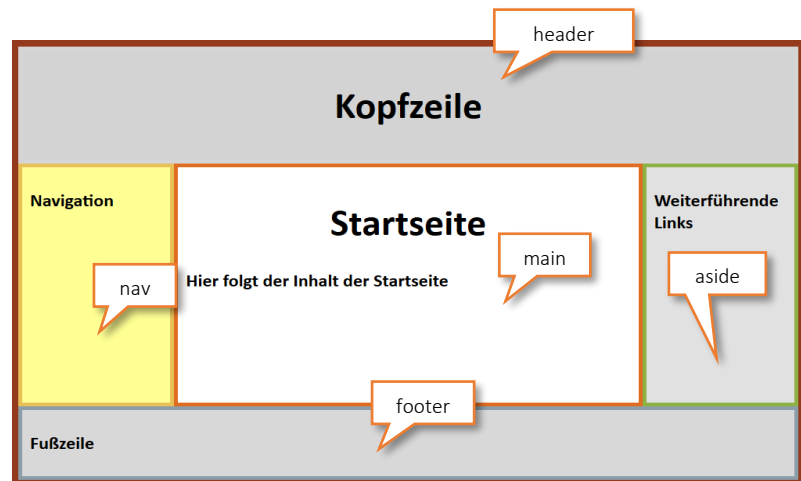 header
Kopfzeile
Navigation
nav
Startseite
Hier folgt der Inhalt der Startseite
main
Weiterführende
Links
aside
footer
Fußzeile